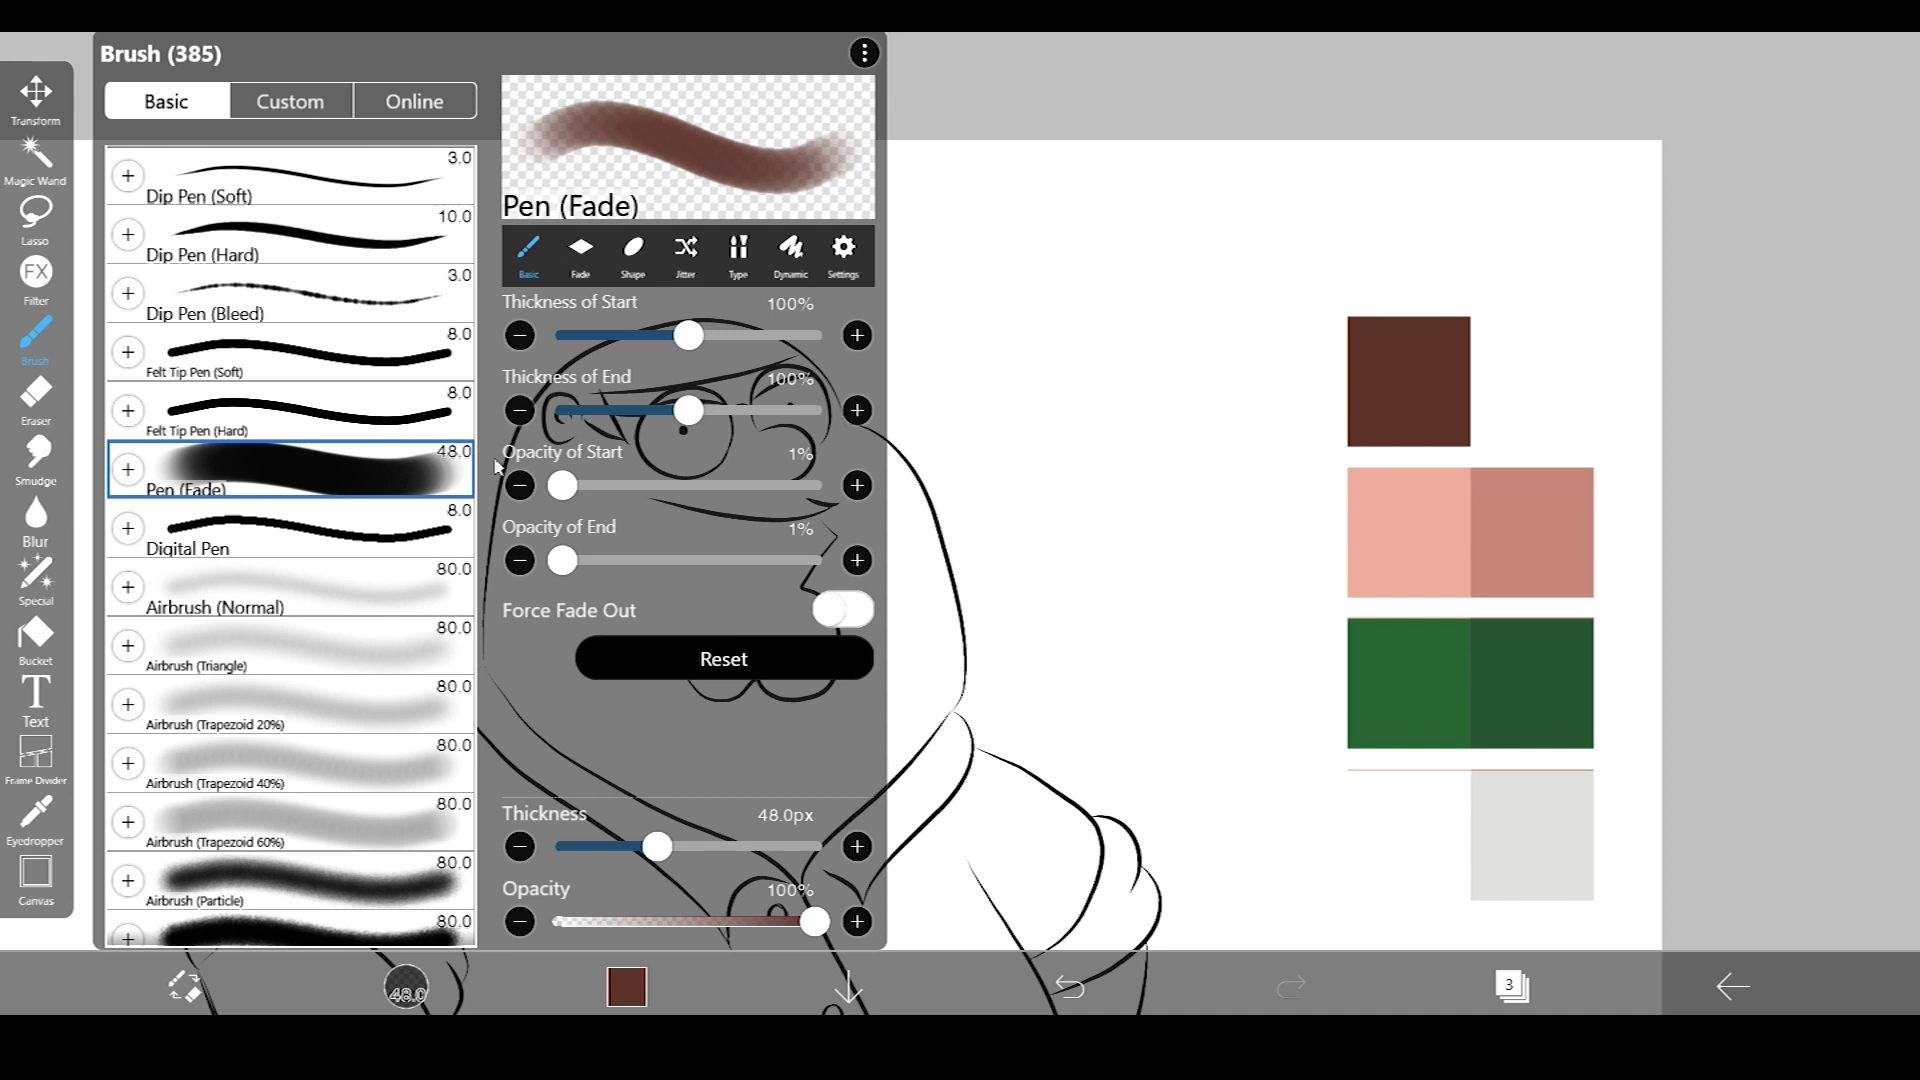 Brush (385)
Basic
Custom
Online
Transform
Magic Wand
Lasso
FX
Filter
Brush
Eraser
Smudge
Blur
Special
Bucket
T
Text
Frame Divider
Eyedropper
Canvas
3.0
Dip Pen (Soft)
10.0
Dip Pen (Hard)
3.0
Dip Pen (Bleed)
8.0
Felt Tip Pen (Soft)
8.0
Felt Tip Pen (Hard)
48.0
Pen (Fade)
8.0
Digital Pen
80.0
Airbrush (Normal)
80.0
Airbrush (Triangle)
80.0
Airbrush (Trapezoid 20%)
80.0
Airbrush (Trapezoid 40%)
80.0
Airbrush (Trapezoid 60%)
80.0
Airbrush (Particle)
80.0
Pen (Fade)
Basic
Fade
Shape
Jitter
Type
Dynamic
Settings
Thickness of Start 100%
Thickness of End 100%
Opacity of Start 1%
Opacity of End 1%
Force Fade Out
Reset
Thickness 48.0px
Opacity 100%
48.0
3